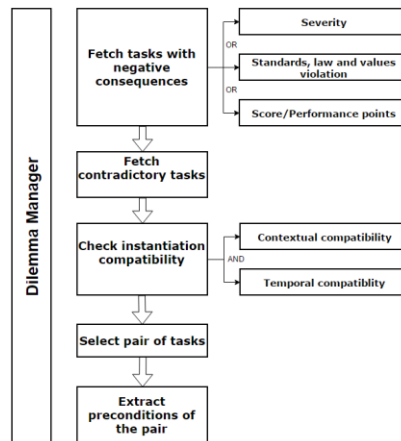 Dilemma Manager
Fetch tasks with
negative
consequences
Severity
OR
Standards, law and values
violation
OR
Score/Performance points
Fetch
contradictory tasks
Check instantiation
compatibility
Contextual compatibility
AND
Temporal compatiblity
Select pair of tasks
Extract
preconditions of
the pair